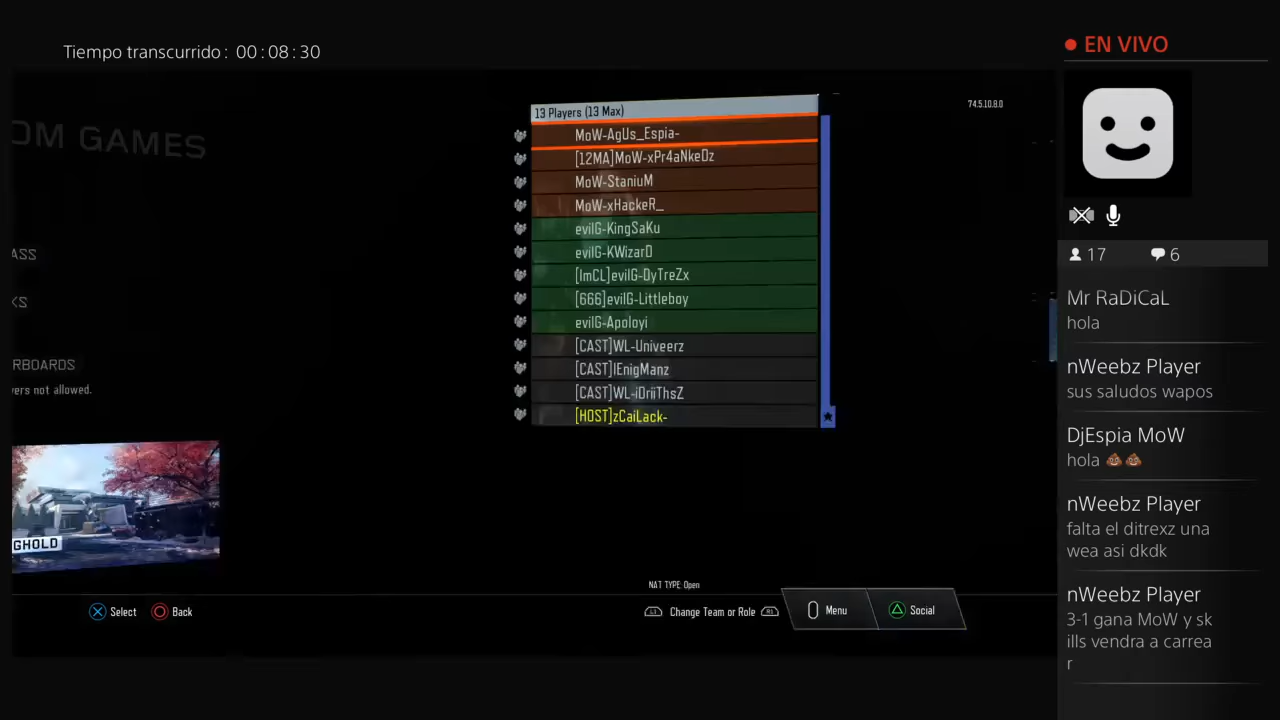 Tiempo transcurrido: 00:08:30
EN VIVO
OM GAMES
74.5.10.8.0
13 Players (13 Max)
MoW-AgUs_Espia-
[12MA]MoW-xPr4aNkeDz
MoW-StaniuM
MoW-xHackeR_
evilG-KingSaKu
evilG-KWizarD
[ImCL]evilG-DyTreZx
[666]evilG-Littleboy
evilG-Apoloyi
[CAST]WL-Univeerz
[CAST]IEnigManz
[CAST]WL-iDriiThsZ
[HOST]zCaiLack-
ASS
KS
RBOARDS
ers not allowed.
GHOLD
NAT TYPE: Open
Select
Back
L1
Change Team or Role
R1
Menu
Social
17
6
Mr RaDiCaL
hola
nWeebz Player
sus saludos wapos
DjEspia MoW
hola 💩💩
nWeebz Player
falta el ditrexz una
wea asi dkdk
nWeebz Player
3-1 gana MoW y sk
ills vendra a carrea
r